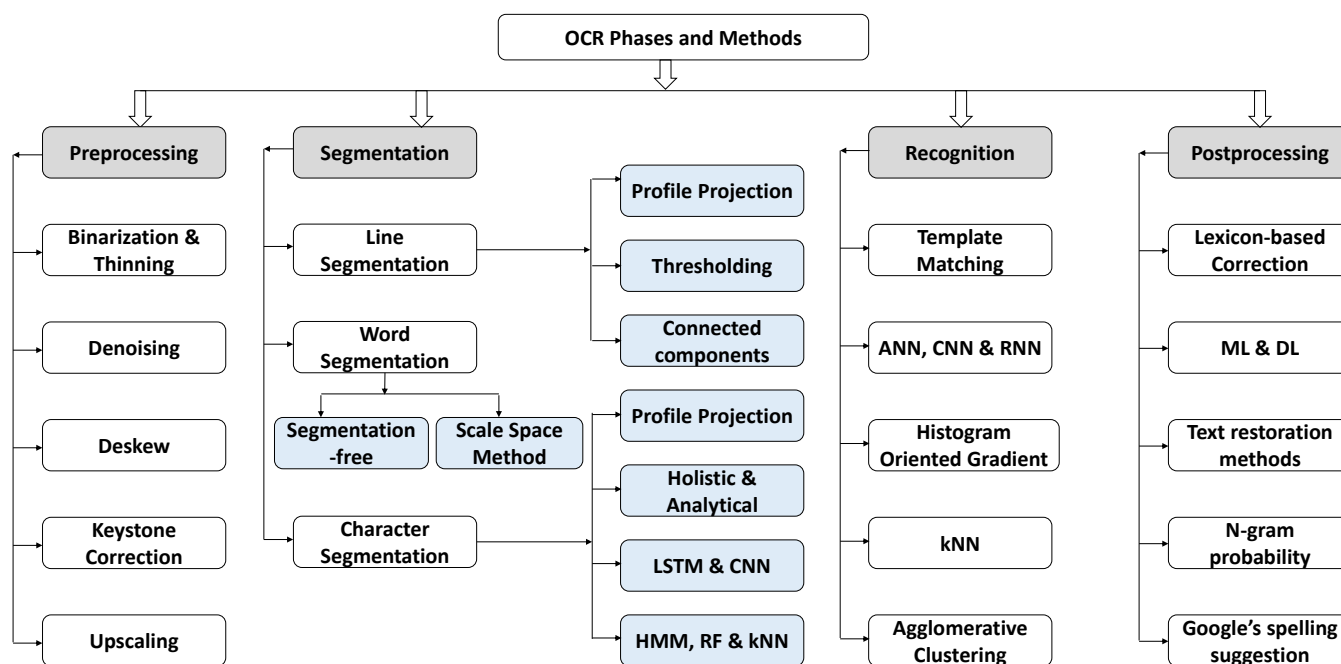 OCR Phases and Methods
Preprocessing
Binarization &
Thinning
Denoising
Deskew
Keystone
Correction
Upscaling
Segmentation
Line
Segmentation
Profile Projection
Thresholding
Connected
components
Word
Segmentation
Segmentation
-free
Scale Space
Method
Character
Segmentation
Profile Projection
Holistic &
Analytical
LSTM & CNN
HMM, RF & kNN
Recognition
Template
Matching
ANN, CNN & RNN
Histogram
Oriented Gradient
kNN
Agglomerative
Clustering
Postprocessing
Lexicon-based
Correction
ML & DL
Text restoration
methods
N-gram
probability
Google's spelling
suggestion